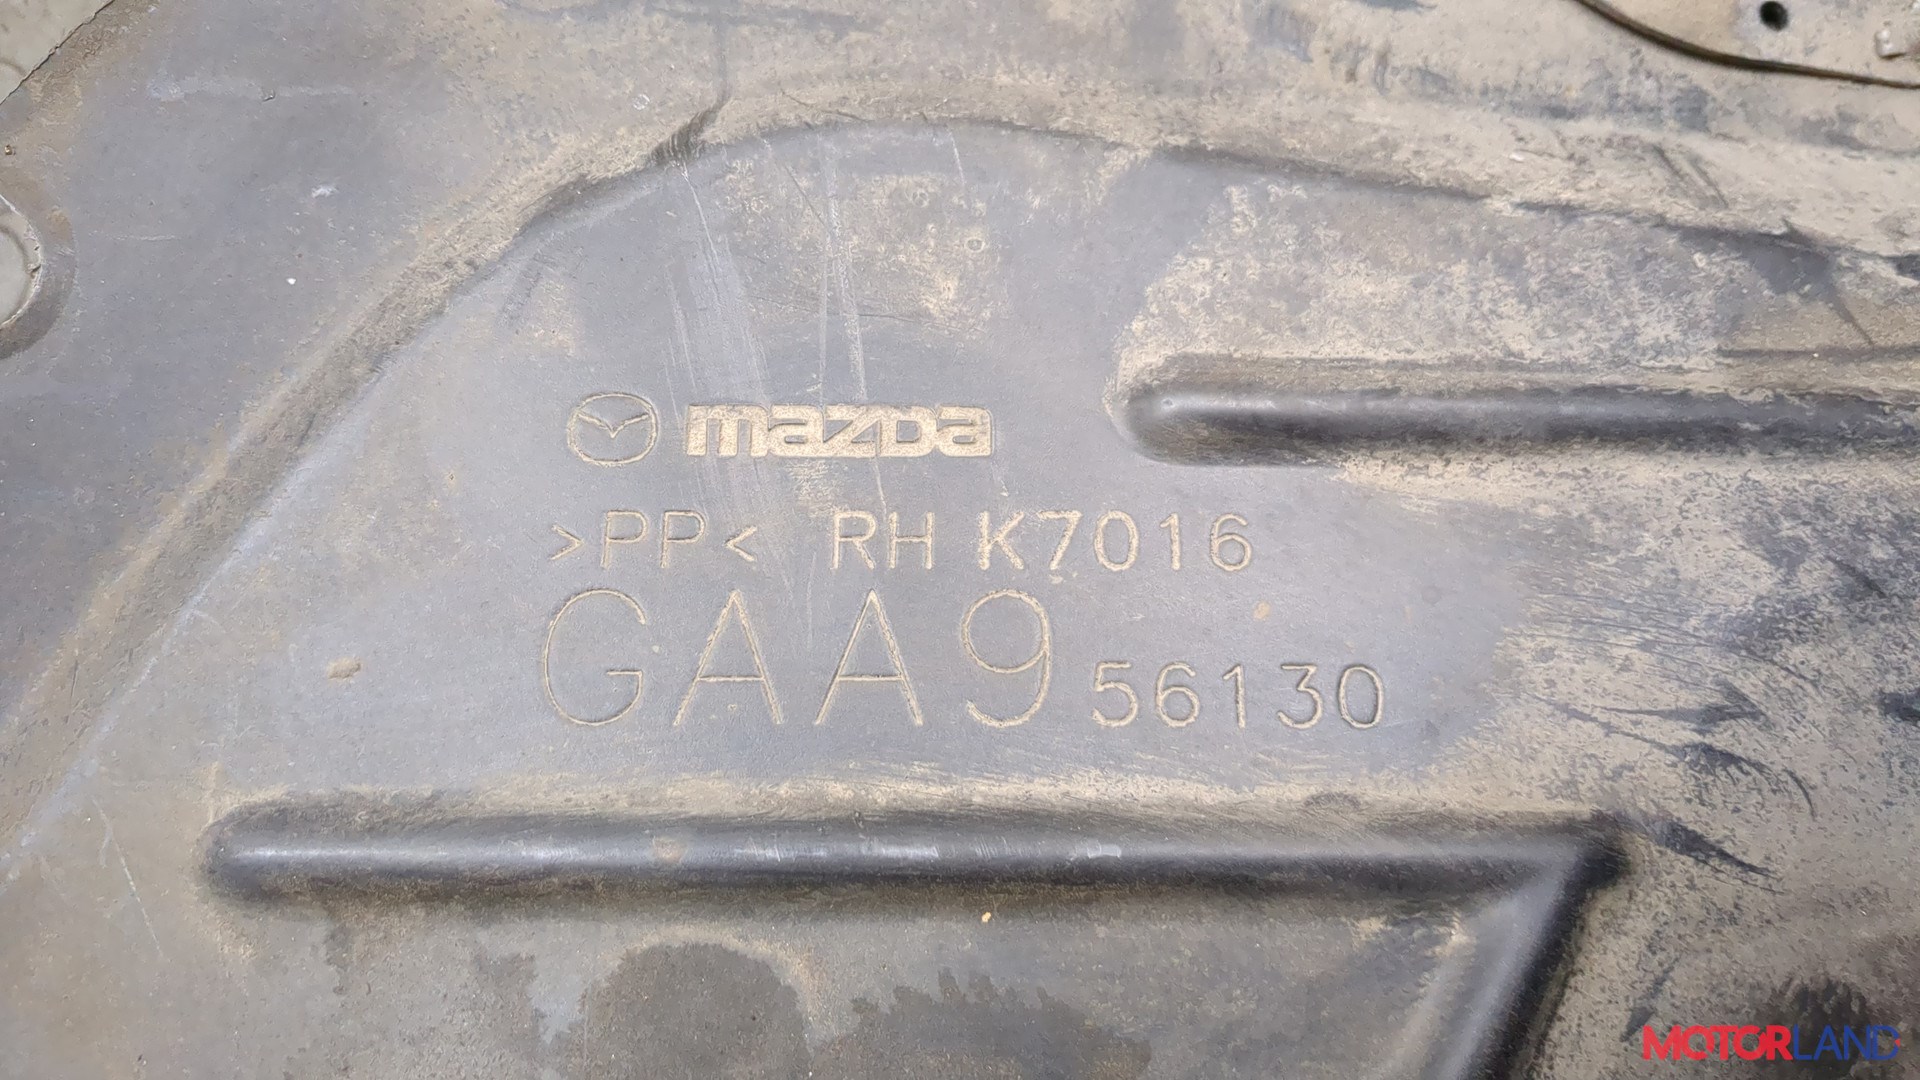 mazda
>PP< RH K7016
GAA9 56130
MOTORLAND